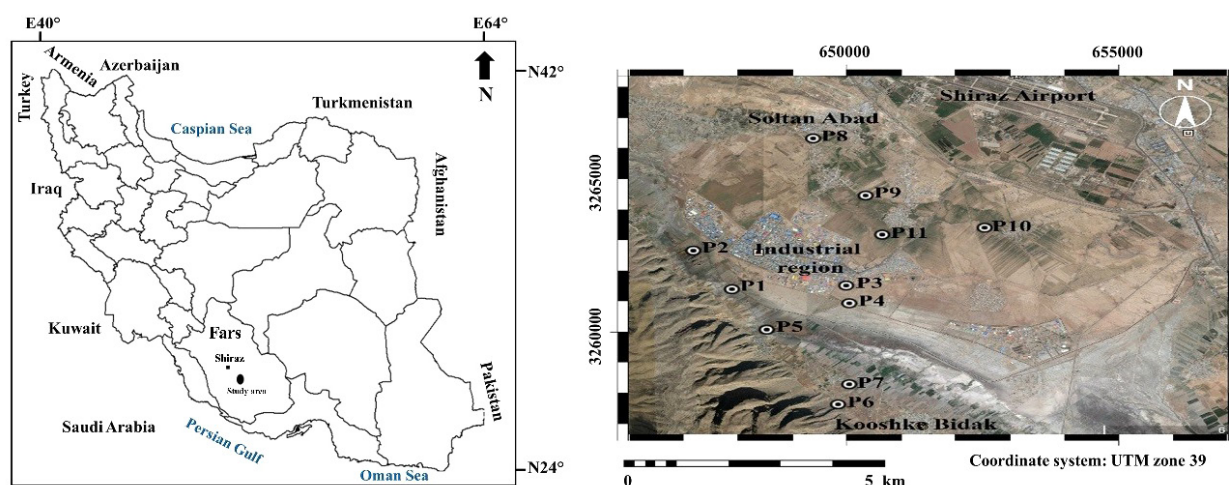 E40°
E64°
Armenia
Azerbaijan
N42°
N
Turkey
Turkmenistan
Caspian Sea
Afghanistan
Iraq
Kuwait
Fars
Shiraz
Study area
Pakistan
Saudi Arabia
Persian Gulf
Oman Sea
N24°
650000
655000
Shiraz Airport
N
Soltan Abad
P8
3265000
P9
P10
P11
P2
Industrial
region
P1
P3
P4
3260000
P5
P7
P6
Kooshke Bidak
Coordinate system: UTM zone 39
0
5 km